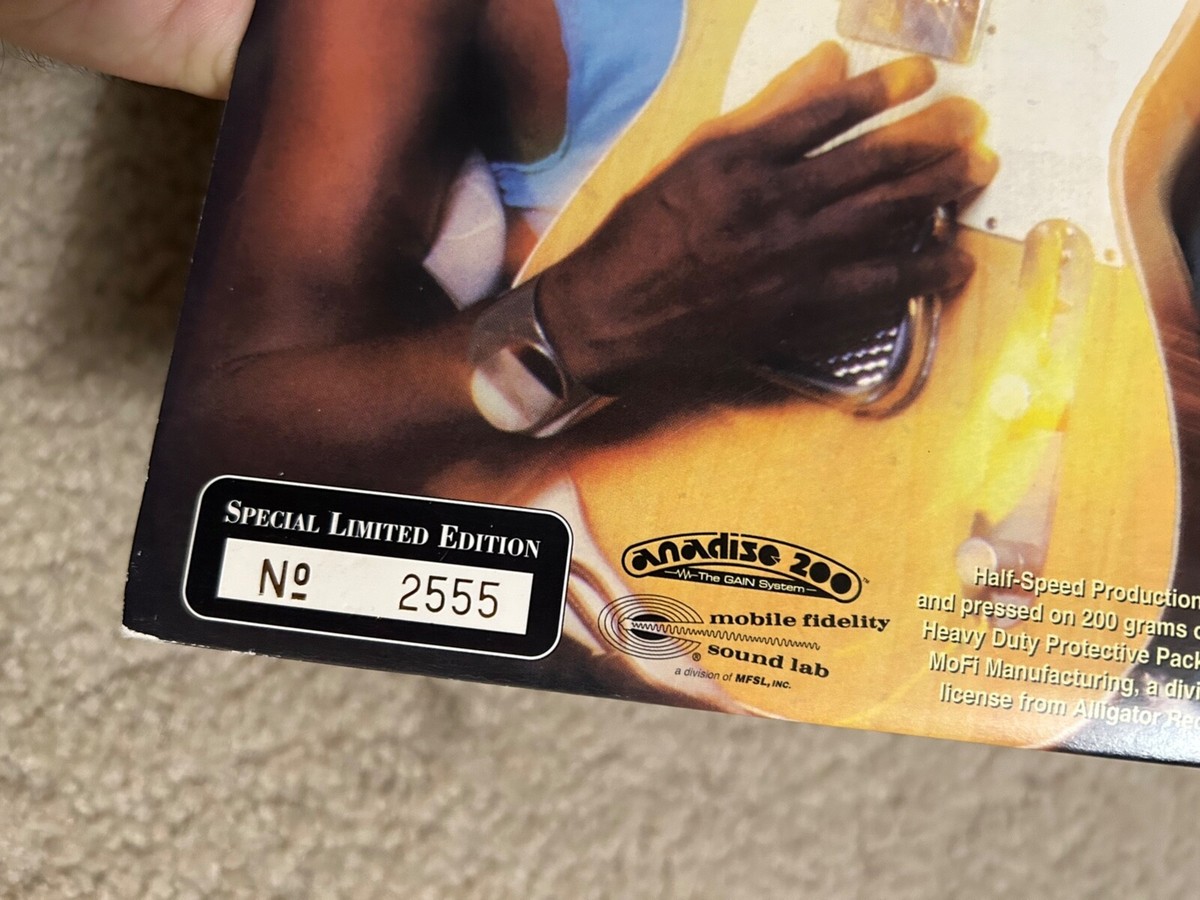 SPECIAL LIMITED EDITION
Nº 2555
anadisc 200™
The GAIN System
mobile fidelity
® sound lab
a division of MFSL, INC.
Half-Speed Production
and pressed on 200 grams
Heavy Duty Protective
MoFi Manufacturing, a
license from Alligator